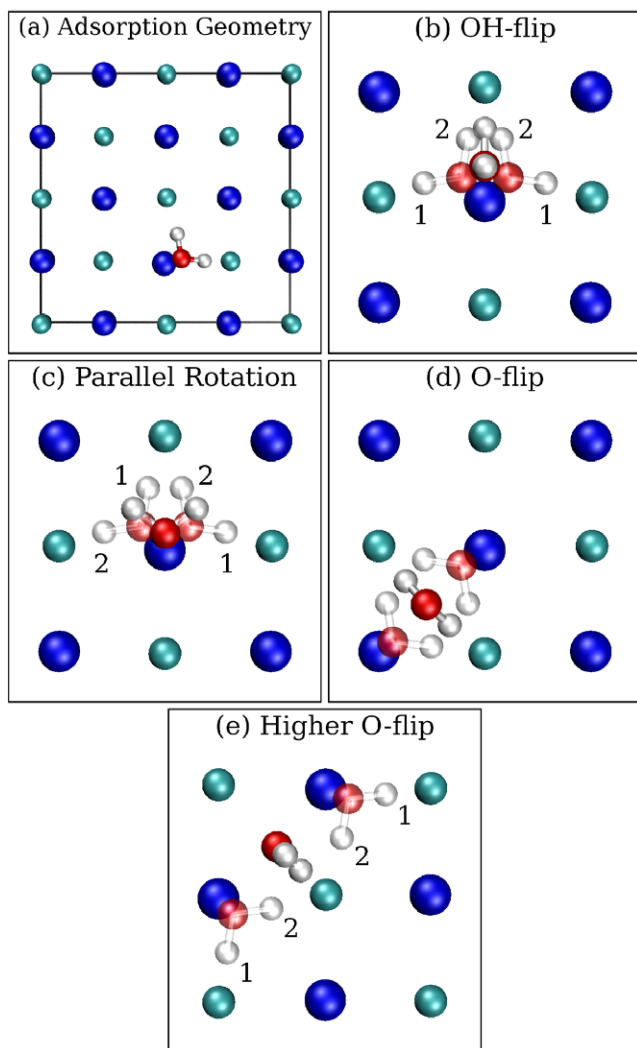 (a) Adsorption Geometry
(b) OH-flip
2 2
1 1
(c) Parallel Rotation
1 2
2 1
(d) O-flip
(e) Higher O-flip
1
2
2
1